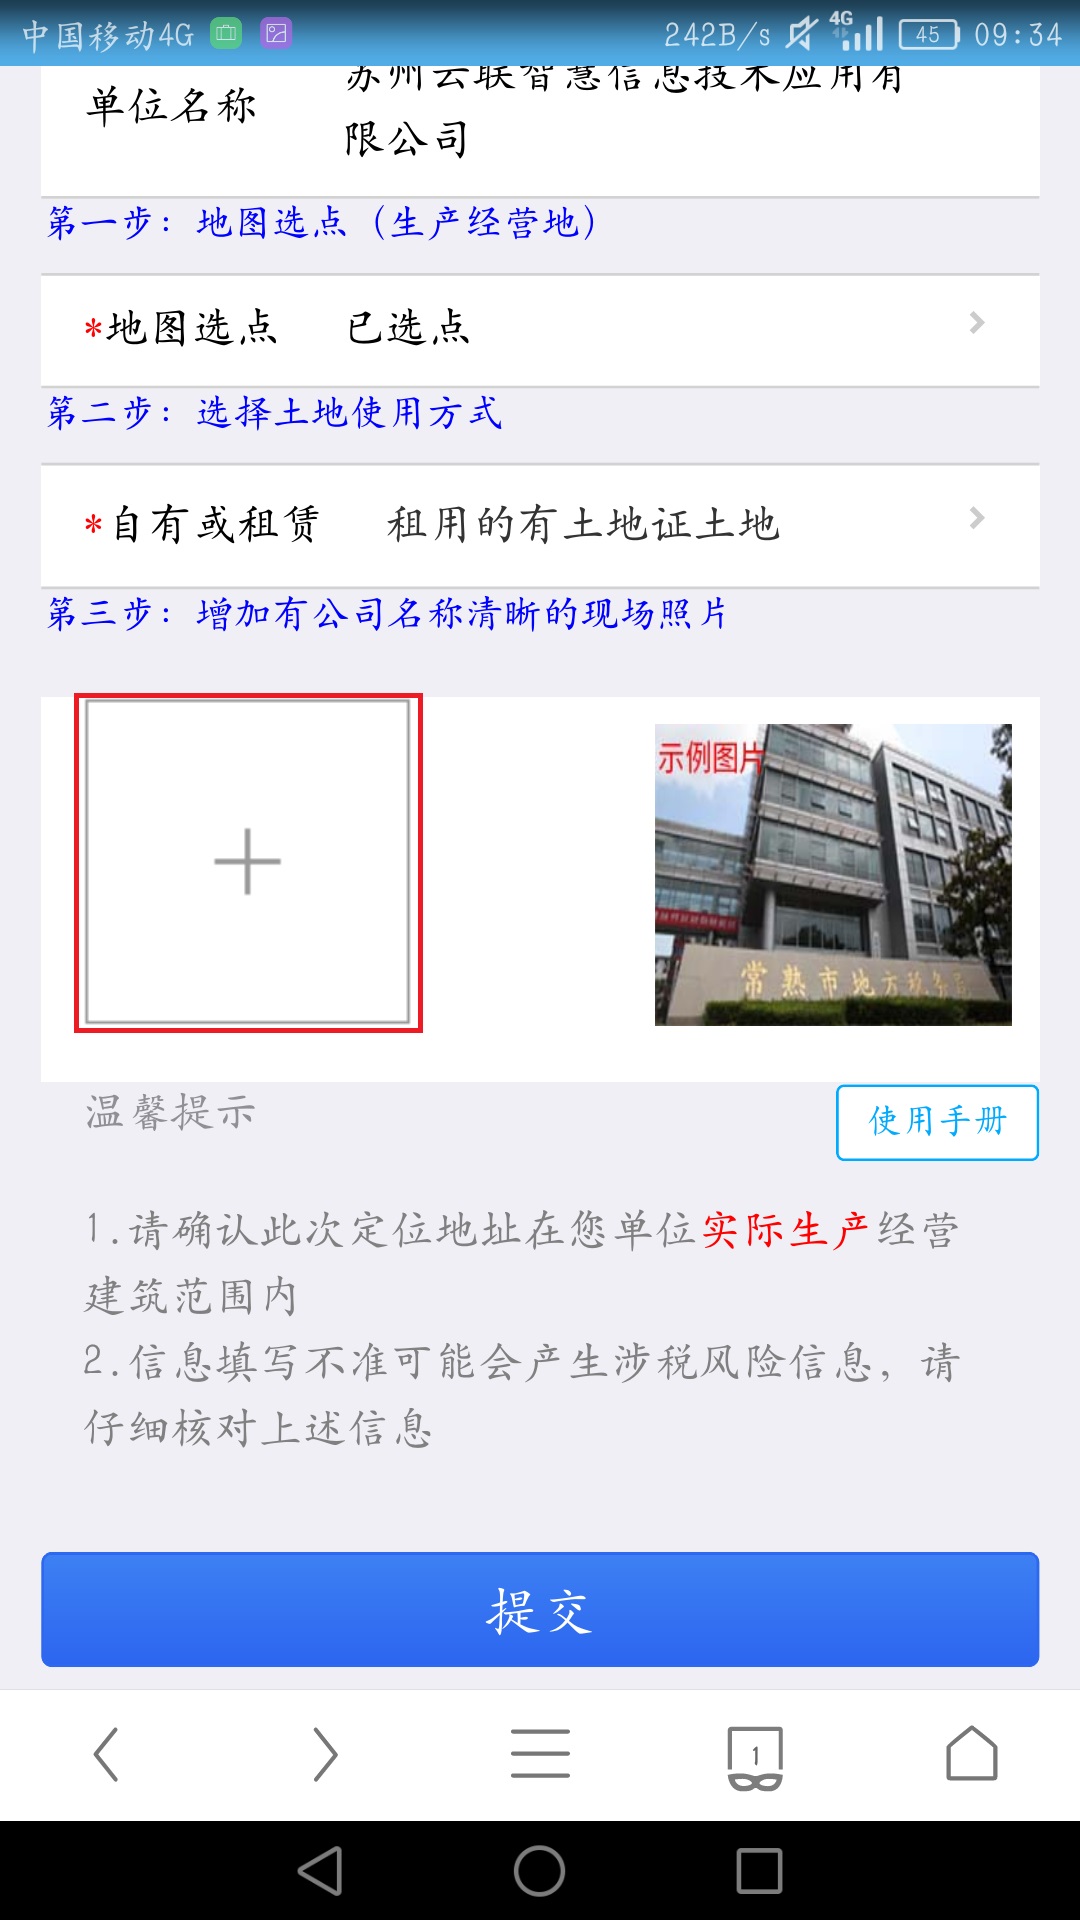 中国移动4G 242B/s 4G 45 09:34
单位名称
苏州云联智慧信息技术应用有
限公司
第一步：地图选点（生产经营地）
*地图选点 已选点
第二步：选择土地使用方式
*自有或租赁 租用的有土地证土地
第三步：增加有公司名称清晰的现场照片
示例图片
常熟市地方税务局
温馨提示
使用手册
1.请确认此次定位地址在您单位实际生产经营
建筑范围内
2.信息填写不准可能会产生涉税风险信息，请
仔细核对上述信息
提交
1